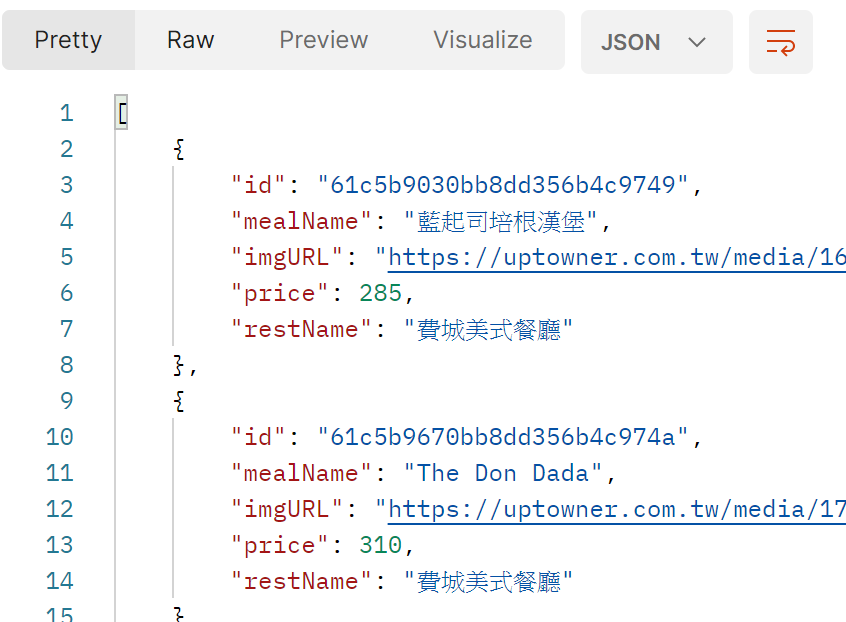 Pretty Raw Preview Visualize JSON
1 [
2 {
3 "id": "61c5b9030bb8dd356b4c9749",
4 "mealName": "藍起司培根漢堡",
5 "imgURL": "https://uptowner.com.tw/media/16
6 "price": 285,
7 "restName": "費城美式餐廳"
8 },
9 {
10 "id": "61c5b9670bb8dd356b4c974a",
11 "mealName": "The Don Dada",
12 "imgURL": "https://uptowner.com.tw/media/17
13 "price": 310,
14 "restName": "費城美式餐廳"
15 }